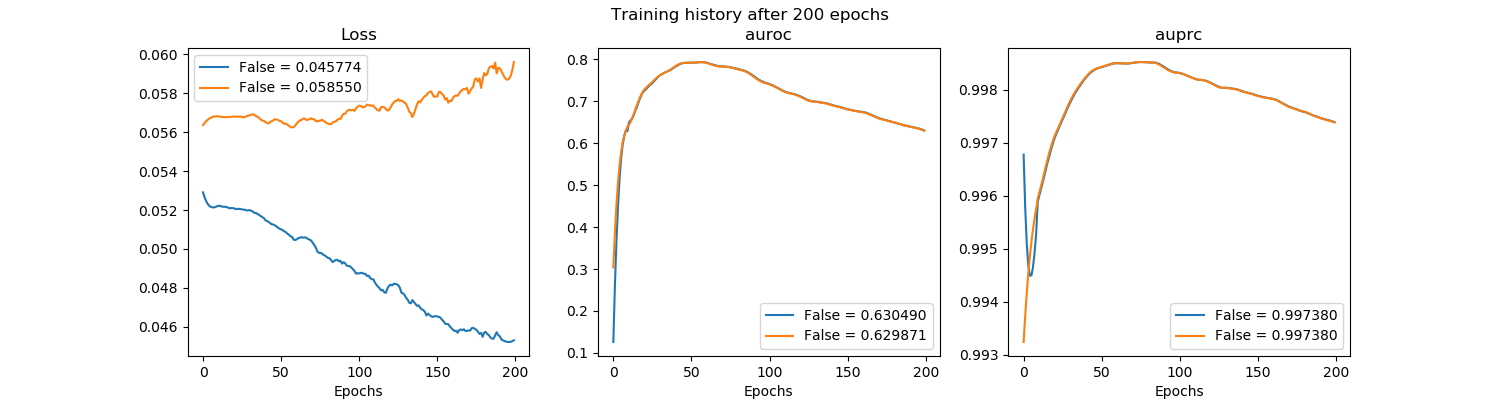 Training history after 200 epochs
Loss
0.060
0.058
0.056
0.054
0.052
0.050
0.048
0.046
False = 0.045774
False = 0.058550
0 50 100 150 200
Epochs
auroc
0.8
0.7
0.6
0.5
0.4
0.3
0.2
0.1
False = 0.630490
False = 0.629871
0 50 100 150 200
Epochs
auprc
0.998
0.997
0.996
0.995
0.994
0.993
False = 0.997380
False = 0.997380
0 50 100 150 200
Epochs